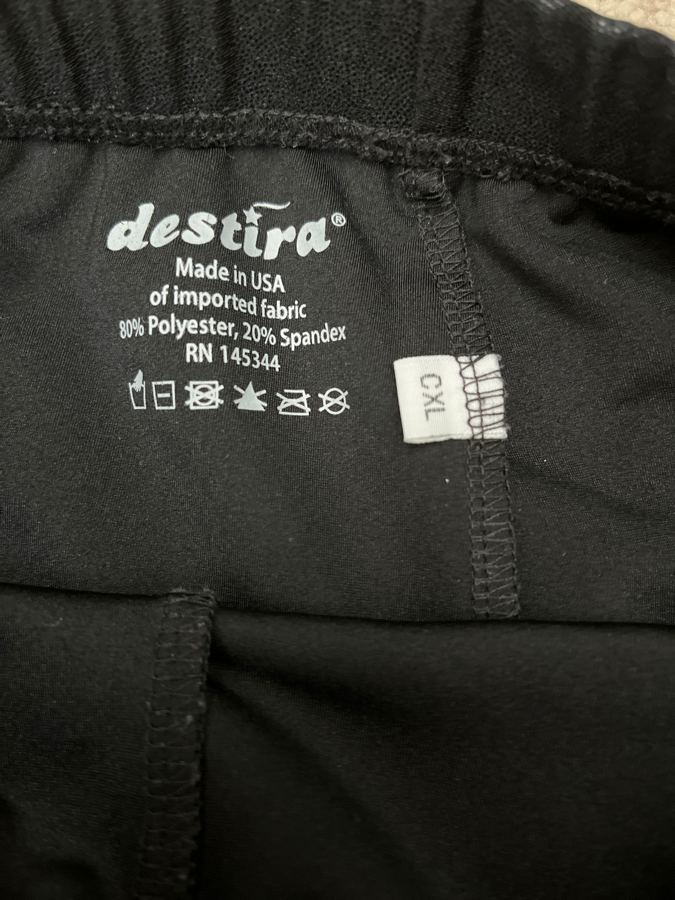 destira®
Made in USA
of imported fabric
80% Polyester, 20% Spandex
RN 145344
CXL